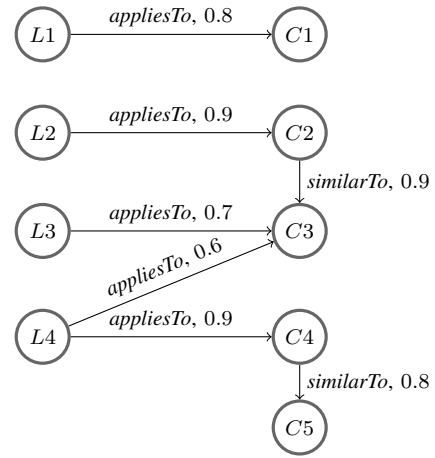 L1
appliesTo, 0.8
C1
L2
appliesTo, 0.9
C2
similarTo, 0.9
L3
appliesTo, 0.7
C3
appliesTo, 0.6
L4
appliesTo, 0.9
C4
similarTo, 0.8
C5